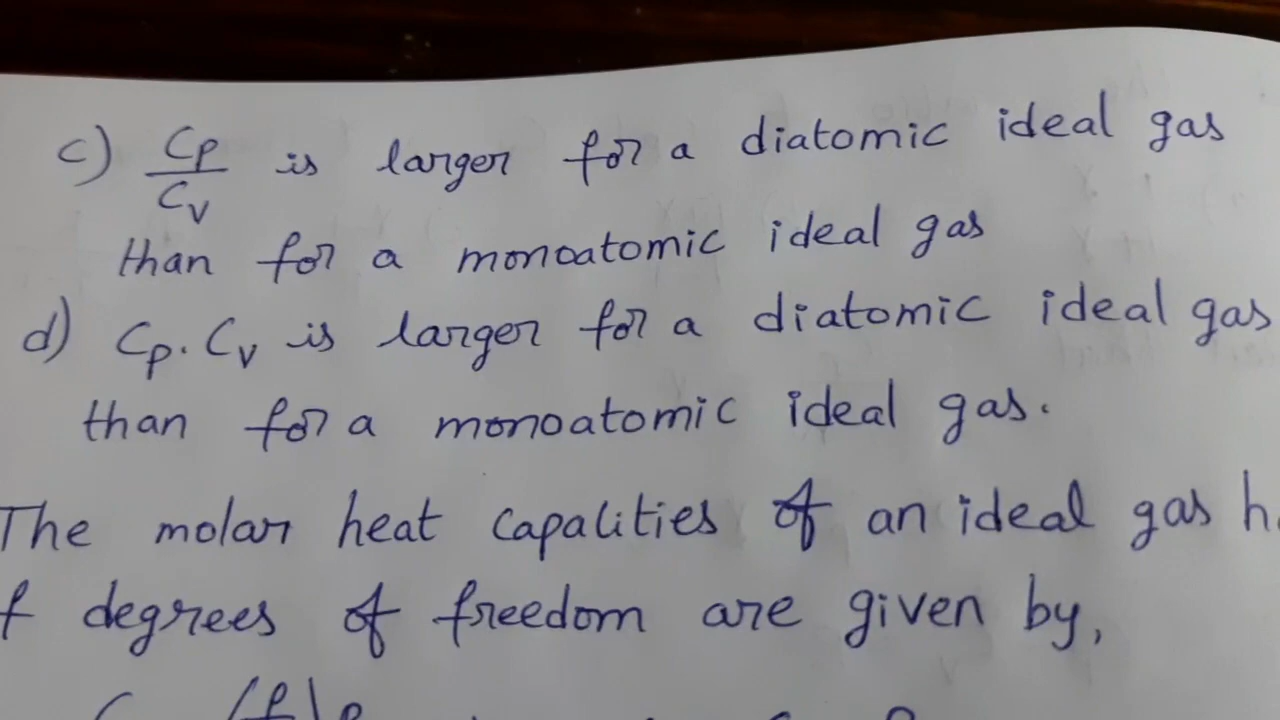 c) Cp/Cv is larger for a diatomic ideal gas
than for a monoatomic ideal gas
d) Cp. Cv is larger for a diatomic ideal gas
than for a monoatomic ideal gas.
The molar heat capalities of an ideal gas
f degrees of freedom are given by,